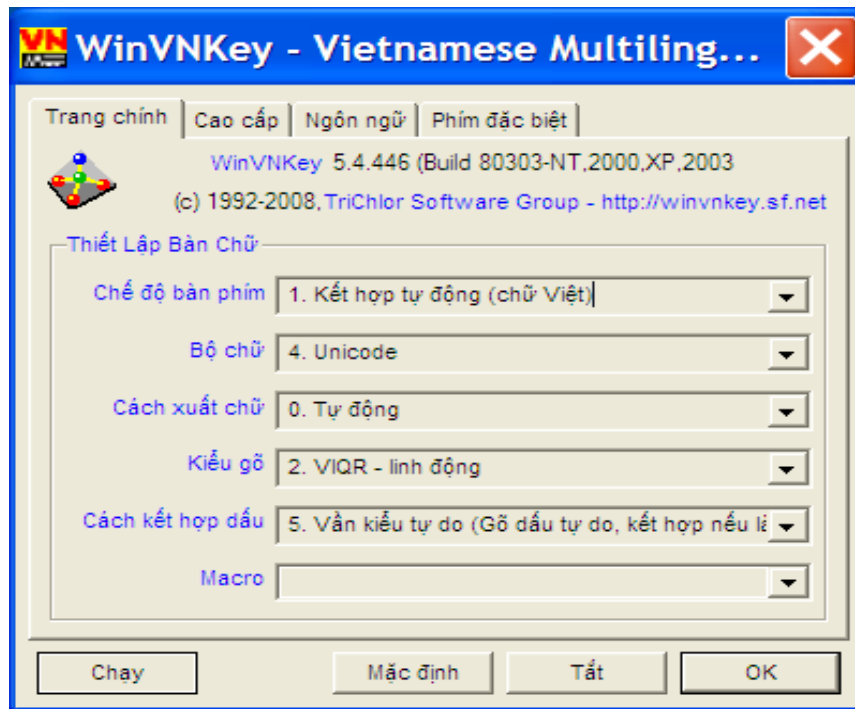 WinVNKey - Vietnamese Multiling...
Trang chính Cao cấp Ngôn ngữ Phím đặc biệt
WinVNKey 5.4.446 (Build 80303-NT,2000,XP,2003
(c) 1992-2008, TriChlor Software Group - http://winvnkey.sf.net
Thiết Lập Bàn Chữ
Chế độ bàn phím 1. Kết hợp tự động (chữ Việt)
Bộ chữ 4. Unicode
Cách xuất chữ 0. Tự động
Kiểu gõ 2. VIQR - linh động
Cách kết hợp dấu 5. Vần kiểu tự do (Gõ dấu tự do, kết hợp nếu là
Macro
Chạy Mặc định Tắt OK